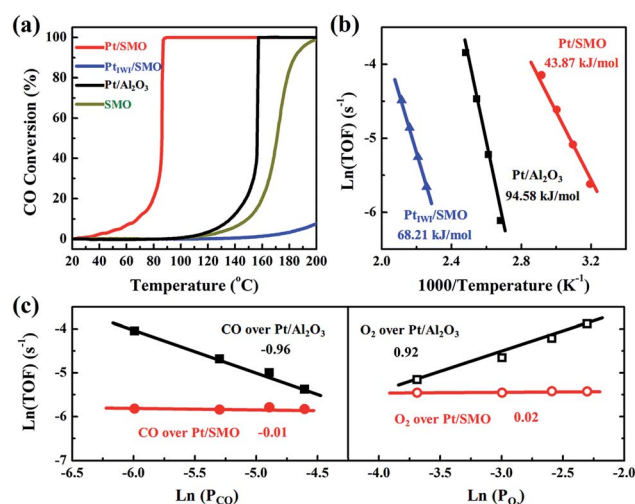 (a)
CO Conversion (%)
100
80
60
40
20
0
Pt/SMO
Pt_IWI/SMO
Pt/Al₂O₃
SMO
20 40 60 80 100 120 140 160 180 200
Temperature (°C)
(b)
Ln(TOF) (s⁻¹)
-4
-5
-6
Pt/SMO
43.87 kJ/mol
Pt/Al₂O₃
94.58 kJ/mol
Pt_IWI/SMO
68.21 kJ/mol
2.0 2.4 2.8 3.2
1000/Temperature (K⁻¹)
(c)
Ln(TOF) (s⁻¹)
-4
-5
-6
-7
CO over Pt/Al₂O₃
-0.96
CO over Pt/SMO -0.01
-6.5 -6.0 -5.5 -5.0 -4.5
Ln (P_CO)
O₂ over Pt/Al₂O₃
0.92
O₂ over Pt/SMO 0.02
-4.0 -3.5 -3.0 -2.5 -2.0
Ln (P_O₂)